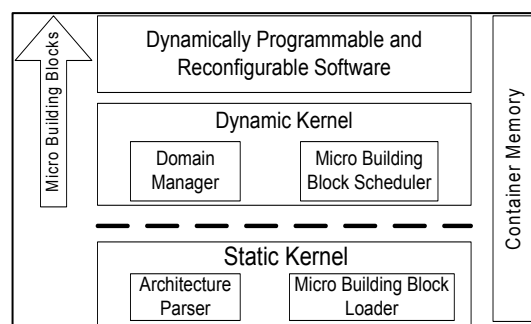 Micro Building Blocks
Dynamically Programmable and
Reconfigurable Software
Dynamic Kernel
Domain
Manager
Micro Building
Block Scheduler
Static Kernel
Architecture
Parser
Micro Building Block
Loader
Container Memory